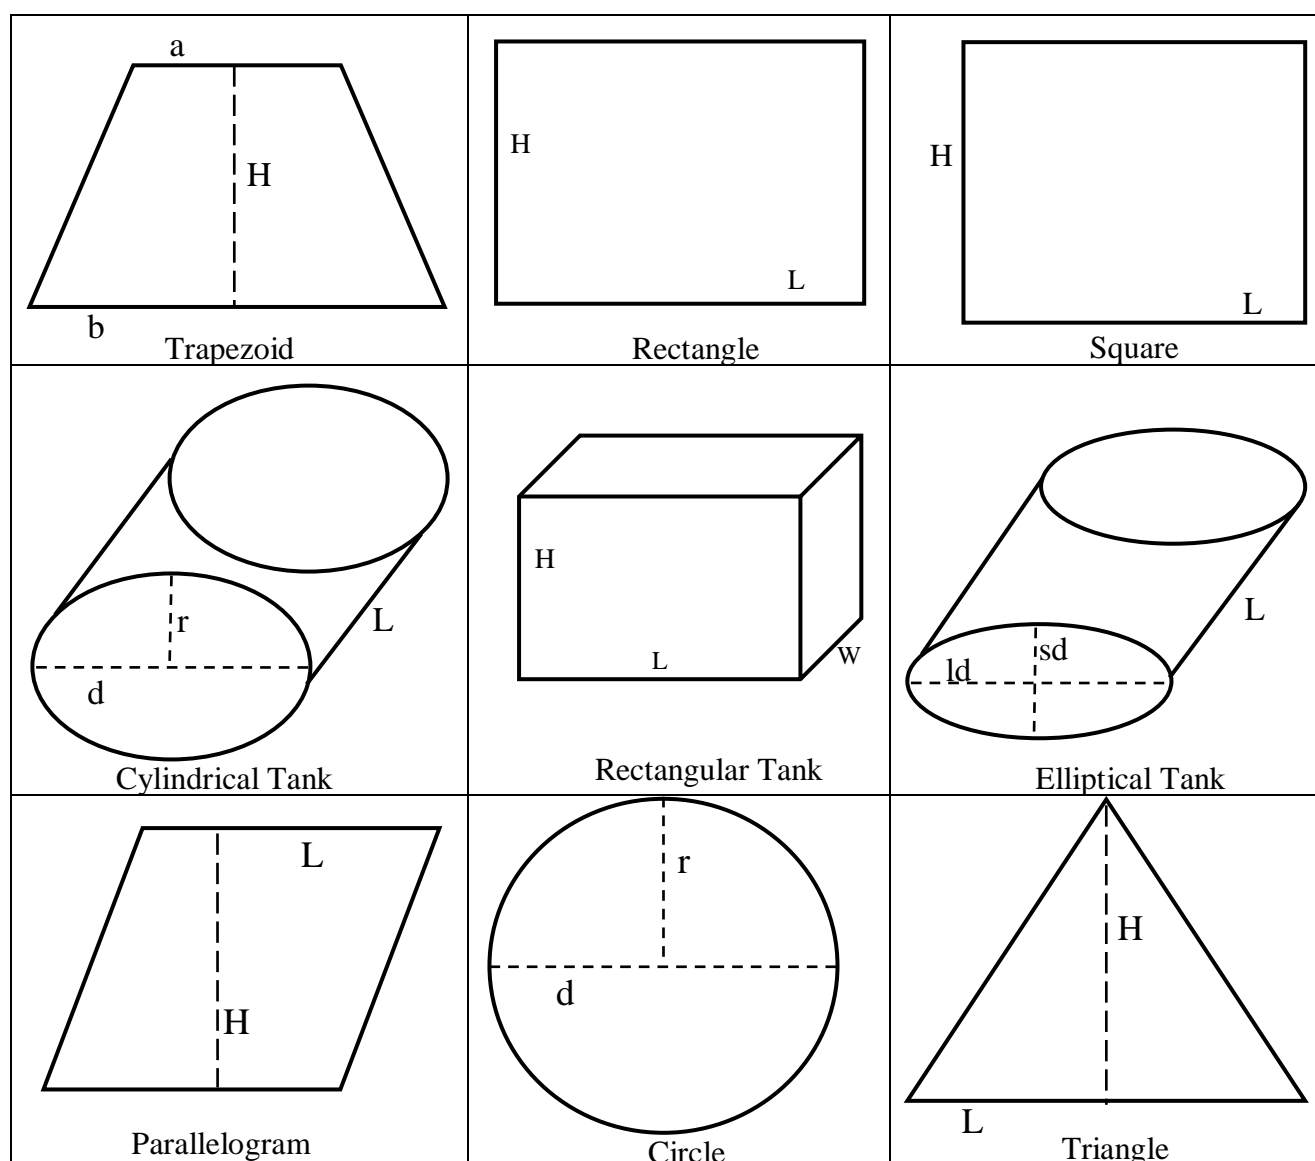 a
H
b
Trapezoid
H
L
Rectangle
H
L
Square
r
L
d
Cylindrical Tank
H
L
W
Rectangular Tank
sd
ld
L
Elliptical Tank
L
H
Parallelogram
r
d
Circle
H
L
Triangle